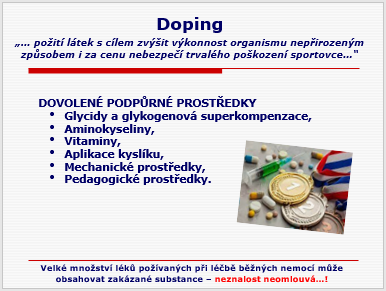 Doping
„… požití látek s cílem zvýšit výkonnost organismu nepřirozeným
způsobem i za cenu nebezpečí trvalého poškození sportovce…"
DOVOLENÉ PODPŮRNÉ PROSTŘEDKY
• Glycidy a glykogenová superkompenzace,
• Aminokyseliny,
• Vitaminy,
• Aplikace kyslíku,
• Mechanické prostředky,
• Pedagogické prostředky.
Velké množství léků požívaných při léčbě běžných nemocí může
obsahovat zakázané substance – neznalost neomlouvá…!